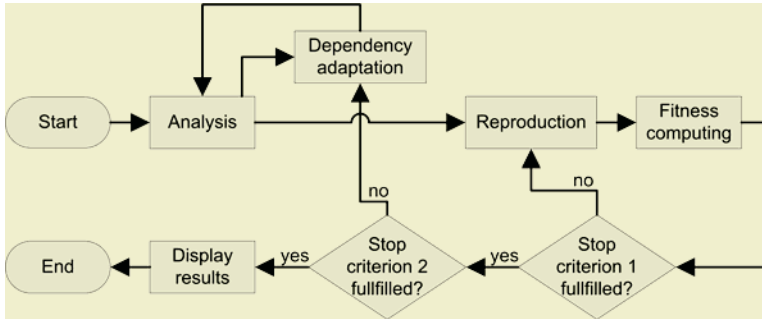 Dependency
adaptation
Start
Analysis
Reproduction
Fitness
computing
no
no
End
Display
results
yes
Stop
criterion 2
fullfilled?
yes
Stop
criterion 1
fullfilled?